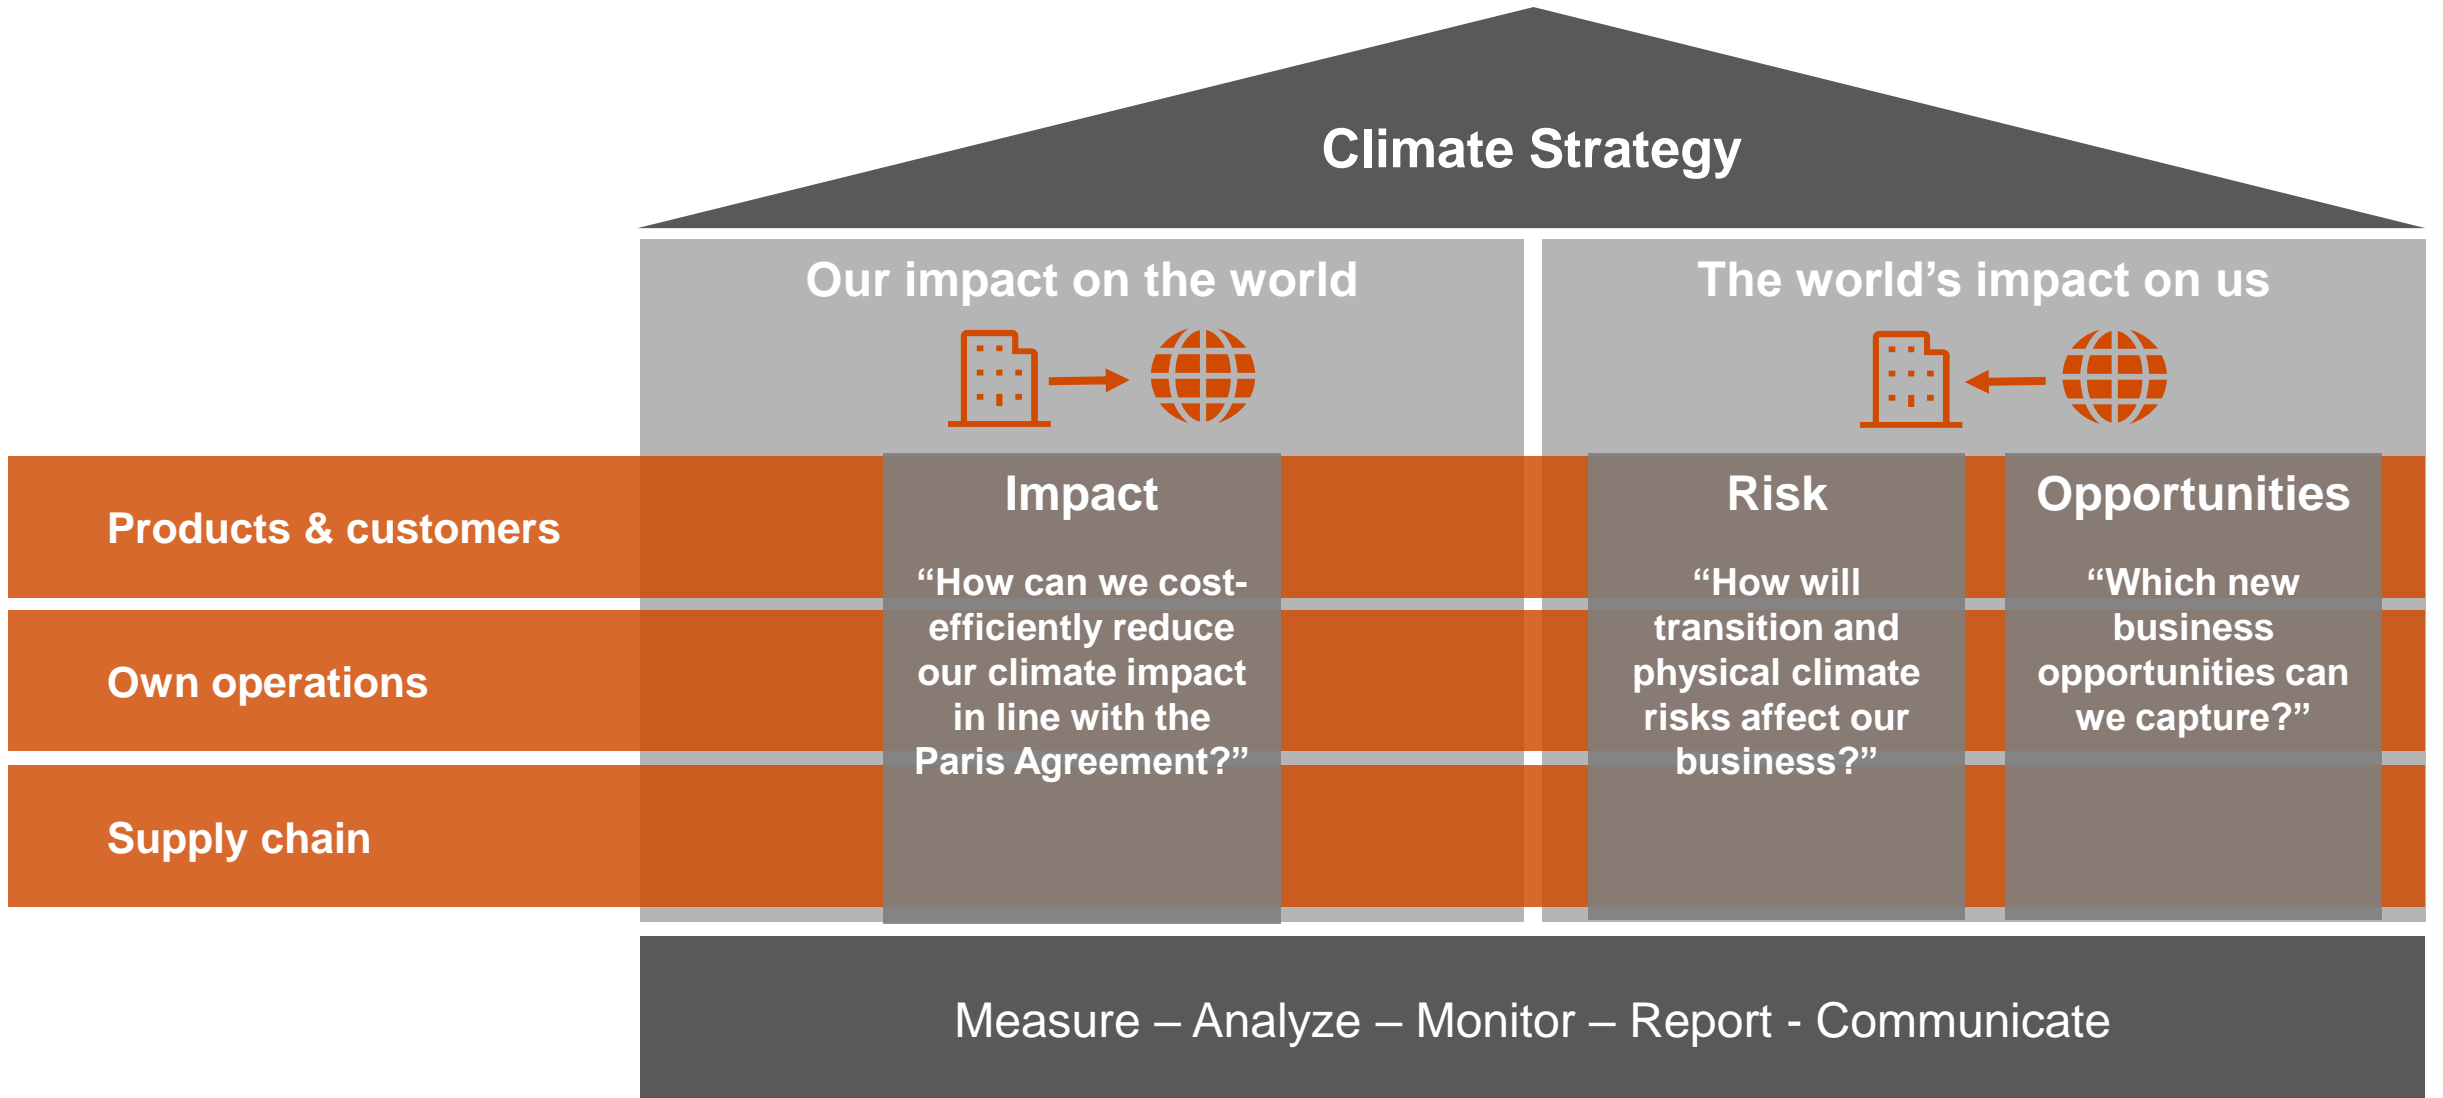 Climate Strategy
Our impact on the world
The world’s impact on us
Products & customers
Own operations
Supply chain
Impact
“How can we cost-
efficiently reduce
our climate impact
in line with the
Paris Agreement?”
Risk
“How will
transition and
physical climate
risks affect our
business?”
Opportunities
“Which new
business
opportunities can
we capture?”
Measure – Analyze – Monitor – Report - Communicate